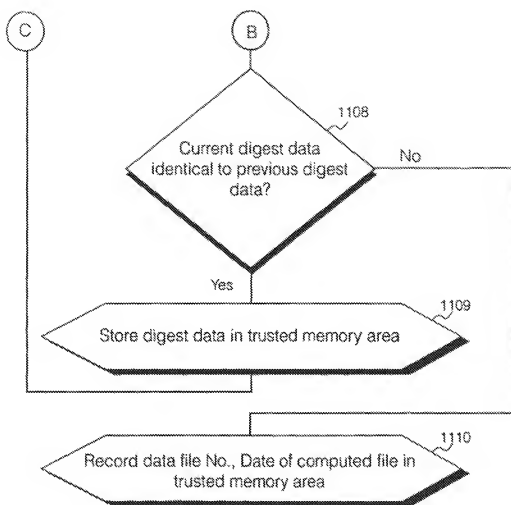 C
B
1108
Current digest data
identical to previous digest
data?
No
Yes
1109
Store digest data in trusted memory area
1110
Record data file No., Date of computed file in
trusted memory area